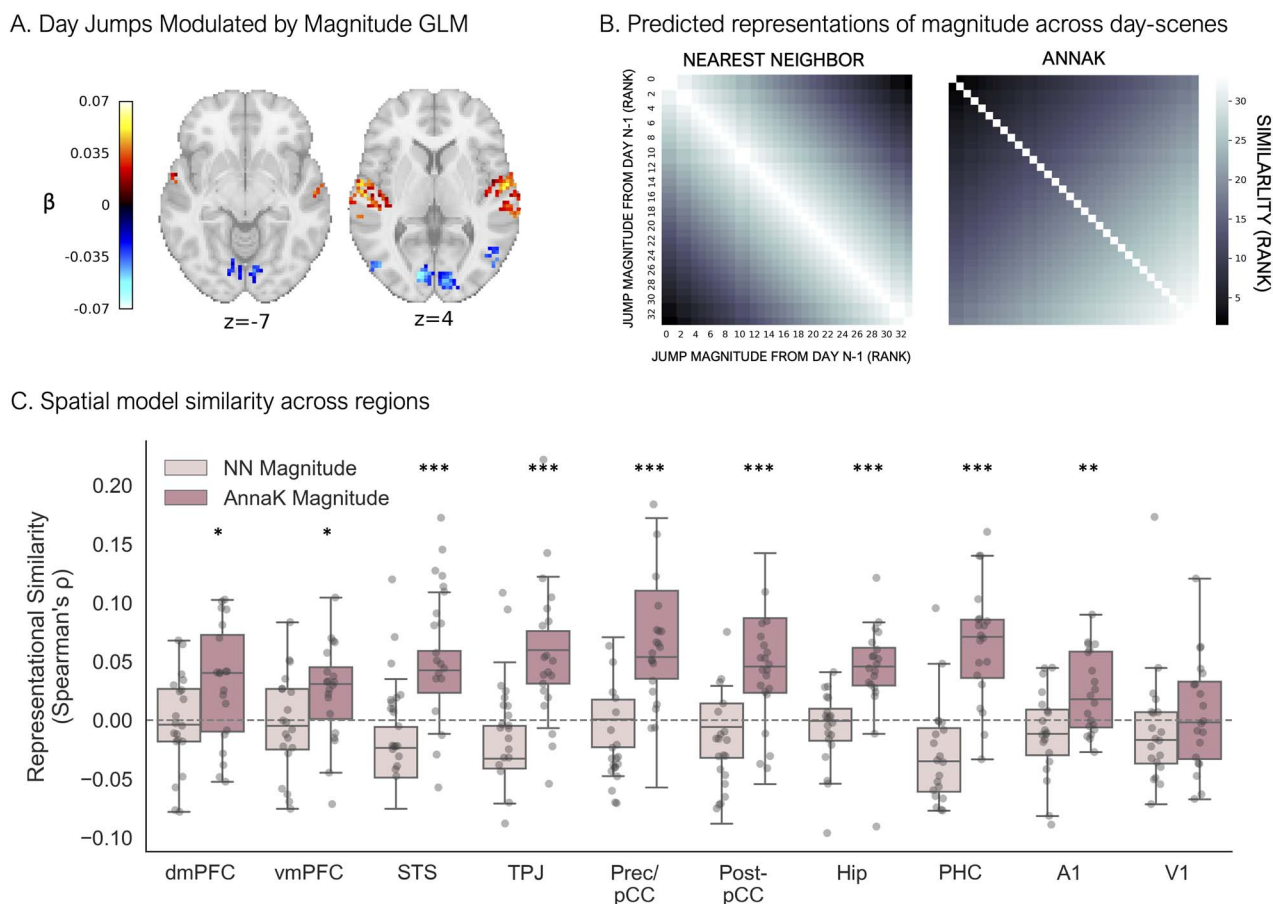 A. Day Jumps Modulated by Magnitude GLM
0.07
0.035
β
0
-0.035
-0.07
z=-7
z=4
B. Predicted representations of magnitude across day-scenes
NEAREST NEIGHBOR
ANNAK
JUMP MAGNITUDE FROM DAY N-1 (RANK)
0
2
4
6
8
10
12
14
16
18
20
22
24
26
28
30
32
0 2 4 6 8 10 12 14 16 18 20 22 24 26 28 30 32
JUMP MAGNITUDE FROM DAY N-1 (RANK)
30
25
20
15
10
5
SIMILARLITY (RANK)
C. Spatial model similarity across regions
NN Magnitude
AnnaK Magnitude
* * *** *** *** *** *** *** **
Representational Similarity
(Spearman's ρ)
0.20
0.15
0.10
0.05
0.00
−0.05
−0.10
dmPFC vmPFC STS TPJ Prec/ Post- Hip PHC A1 V1
pCC pCC